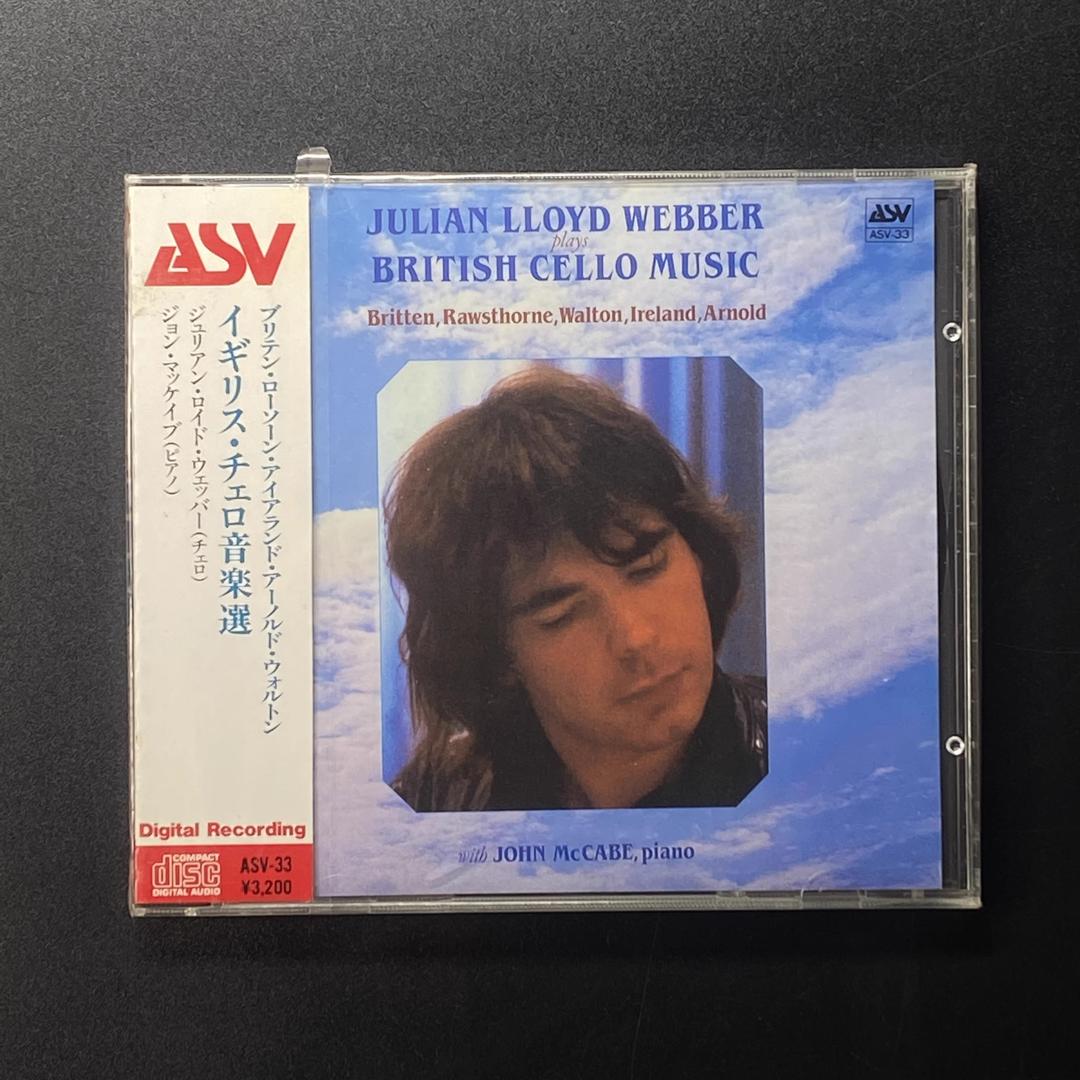 ASV
ブリテン・ローソーン・アイアランド・アーノルド・ウォルトン
イギリス・チェロ音楽選
ジュリアン・ロイド・ウェッバー(チェロ)
ジョン・マッケイブ(ピアノ)
Digital Recording
COMPACT
disc
DIGITAL AUDIO
ASV-33
¥3,200
JULIAN LLOYD WEBBER
plays
BRITISH CELLO MUSIC
Britten, Rawsthorne, Walton, Ireland, Arnold
ASV
ASV-33
with JOHN McCABE, piano